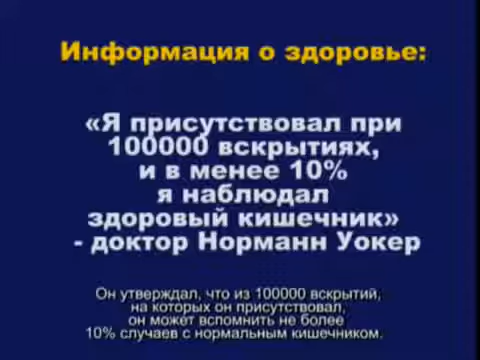 Информация о здоровье:
«Я присутствовал при
100000 вскрытиях,
и в менее 10%
я наблюдал
здоровый кишечник»
- доктор Норманн Уокер
Он утверждал, что из 100000 вскрытий,
на которых он присутствовал,
он может вспомнить не более
10% случаев с нормальным кишечником.